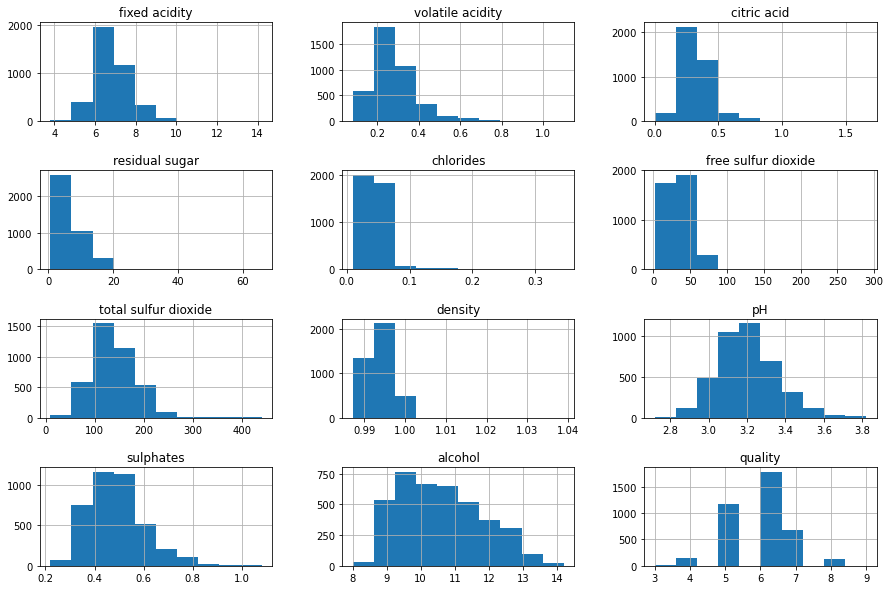 fixed acidity volatile acidity citric acid
2000 1000 0
4 6 8 10 12 14
1500 1000 500 0
0.2 0.4 0.6 0.8 1.0
2000 1000 0
0.0 0.5 1.0 1.5
residual sugar chlorides free sulfur dioxide
2000 1000 0
0 20 40 60
2000 1000 0
0.0 0.1 0.2 0.3
2000 1000 0
0 50 100 150 200 250 300
total sulfur dioxide density pH
1500 1000 500 0
0 100 200 300 400
2000 1000 0
0.99 1.00 1.01 1.02 1.03 1.04
1000 500 0
2.8 3.0 3.2 3.4 3.6 3.8
sulphates alcohol quality
1000 500 0
0.2 0.4 0.6 0.8 1.0
750 500 250 0
8 9 10 11 12 13 14
1500 1000 500 0
3 4 5 6 7 8 9